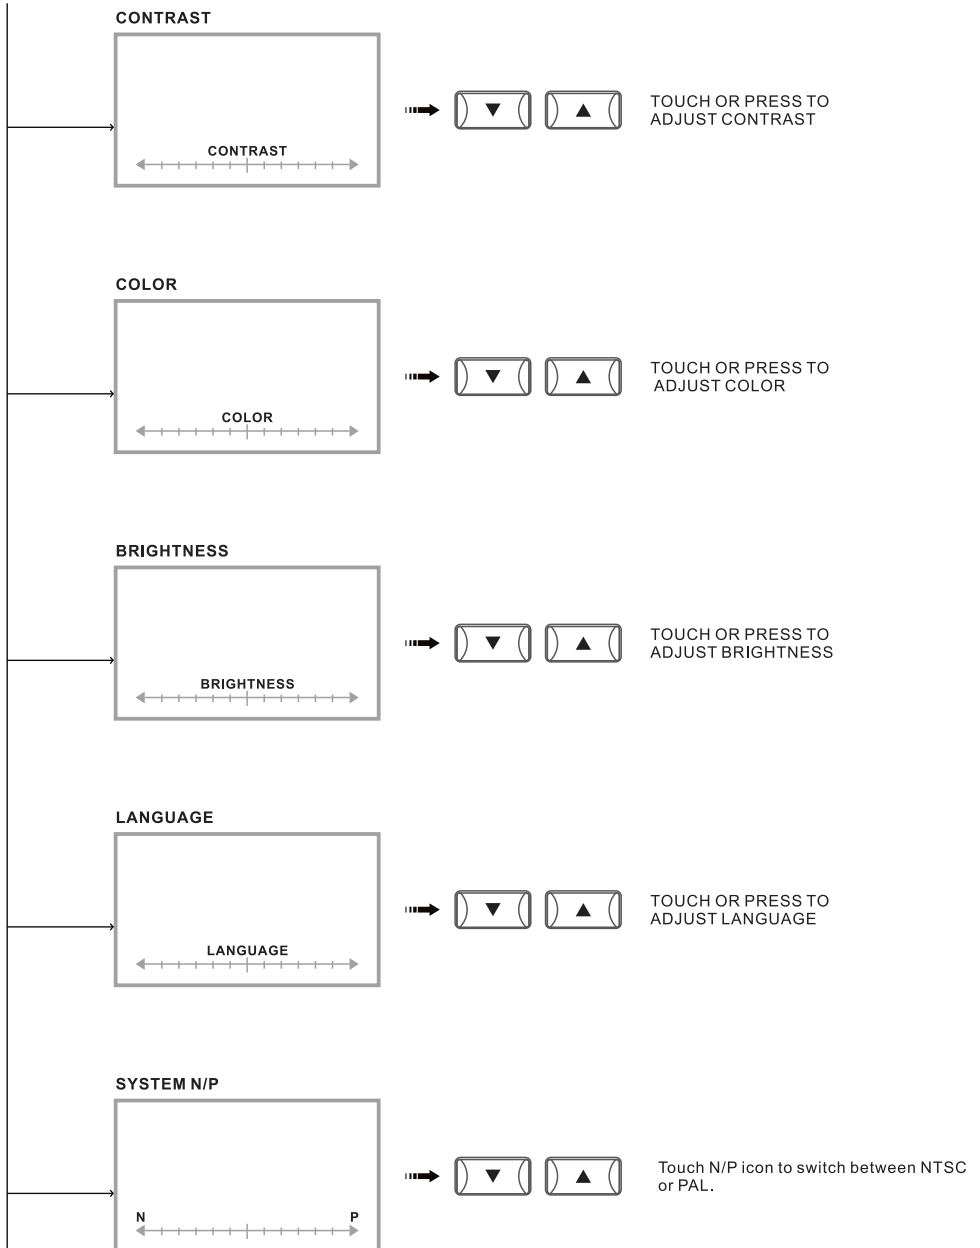 CONTRAST
CONTRAST
TOUCH OR PRESS TO
ADJUST CONTRAST
COLOR
COLOR
TOUCH OR PRESS TO
ADJUST COLOR
BRIGHTNESS
BRIGHTNESS
TOUCH OR PRESS TO
ADJUST BRIGHTNESS
LANGUAGE
LANGUAGE
TOUCH OR PRESS TO
ADJUST LANGUAGE
SYSTEM N/P
N P
Touch N/P icon to switch between NTSC
or PAL.